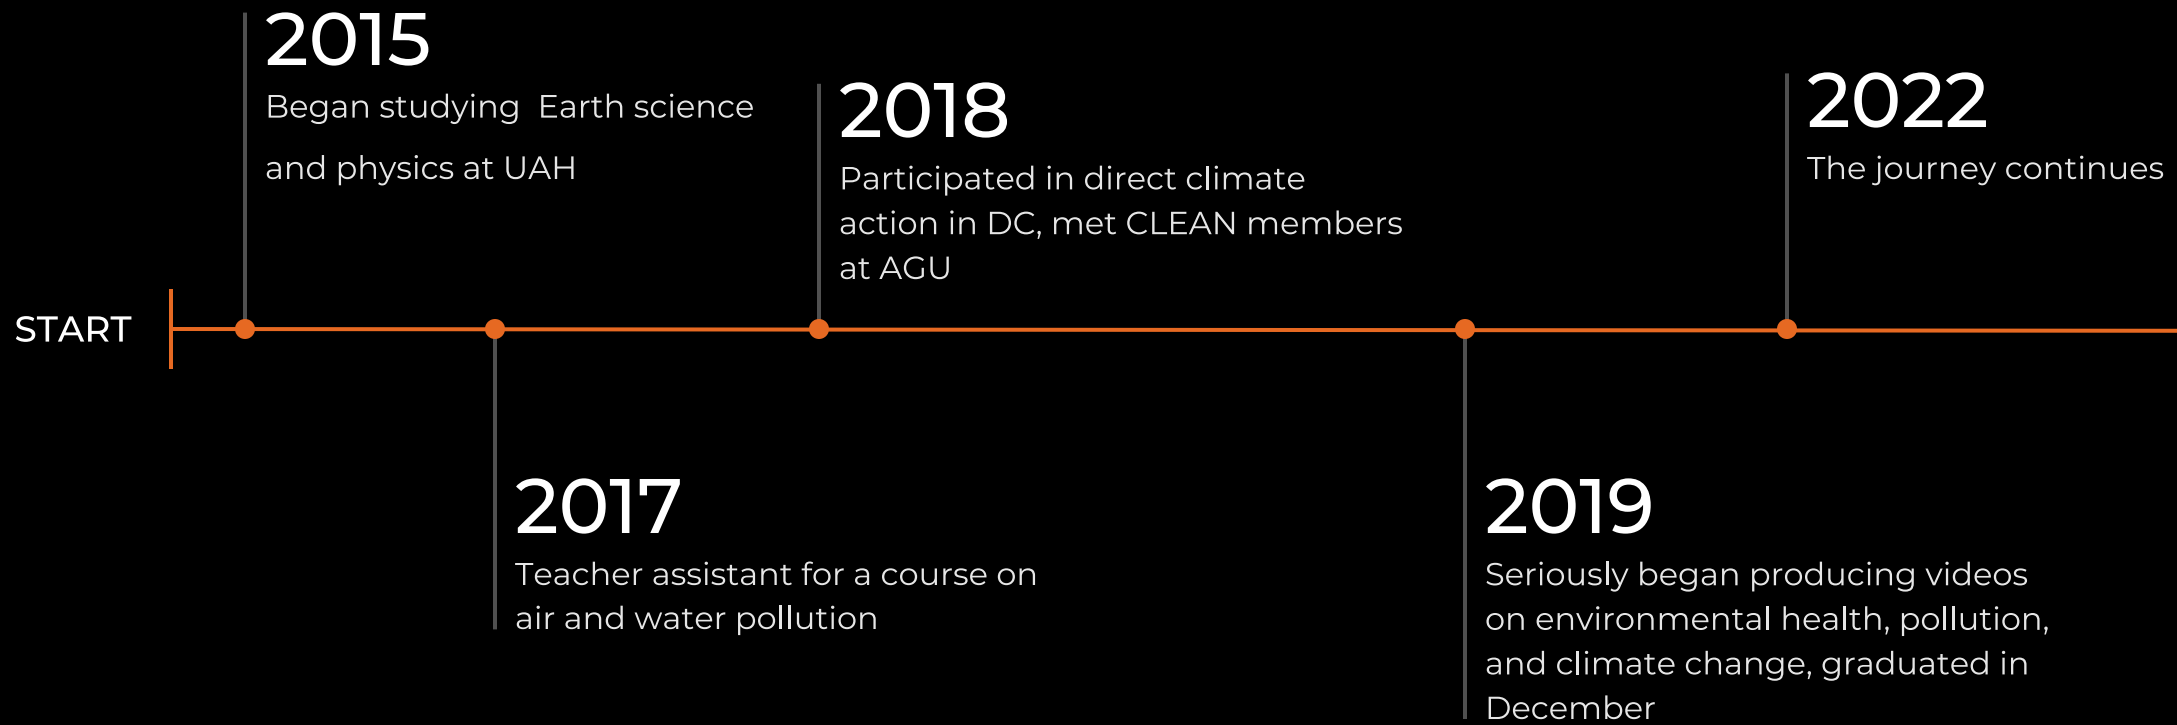 2015
Began studying  Earth science
and physics at UAH
2018
Participated in direct climate
action in DC, met CLEAN members
at AGU
2022
The journey continues
START
2017
Teacher assistant for a course on
air and water pollution
2019
Seriously began producing videos
on environmental health, pollution,
and climate change, graduated in
December